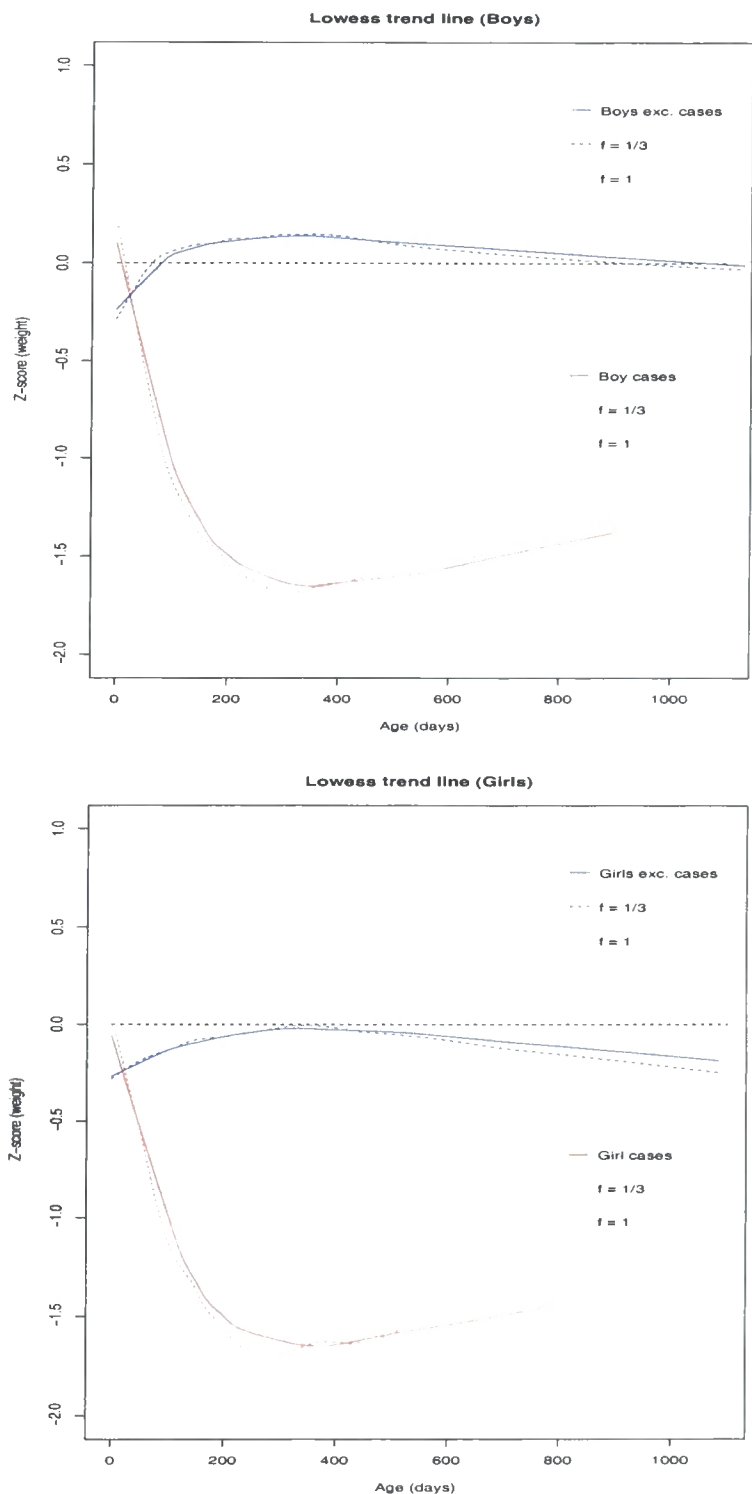 Lowess trend line (Boys)
1.0
0.5
0.0
-0.5
-1.0
-1.5
-2.0
Z-score (weight)
Boys exc. cases
f = 1/3
f = 1
Boy cases
f = 1/3
f = 1
0 200 400 600 800 1000
Age (days)
Lowess trend line (Girls)
1.0
0.5
0.0
-0.5
-1.0
-1.5
-2.0
Z-score (weight)
Girls exc. cases
f = 1/3
f = 1
Girl cases
f = 1/3
f = 1
0 200 400 600 800 1000
Age (days)